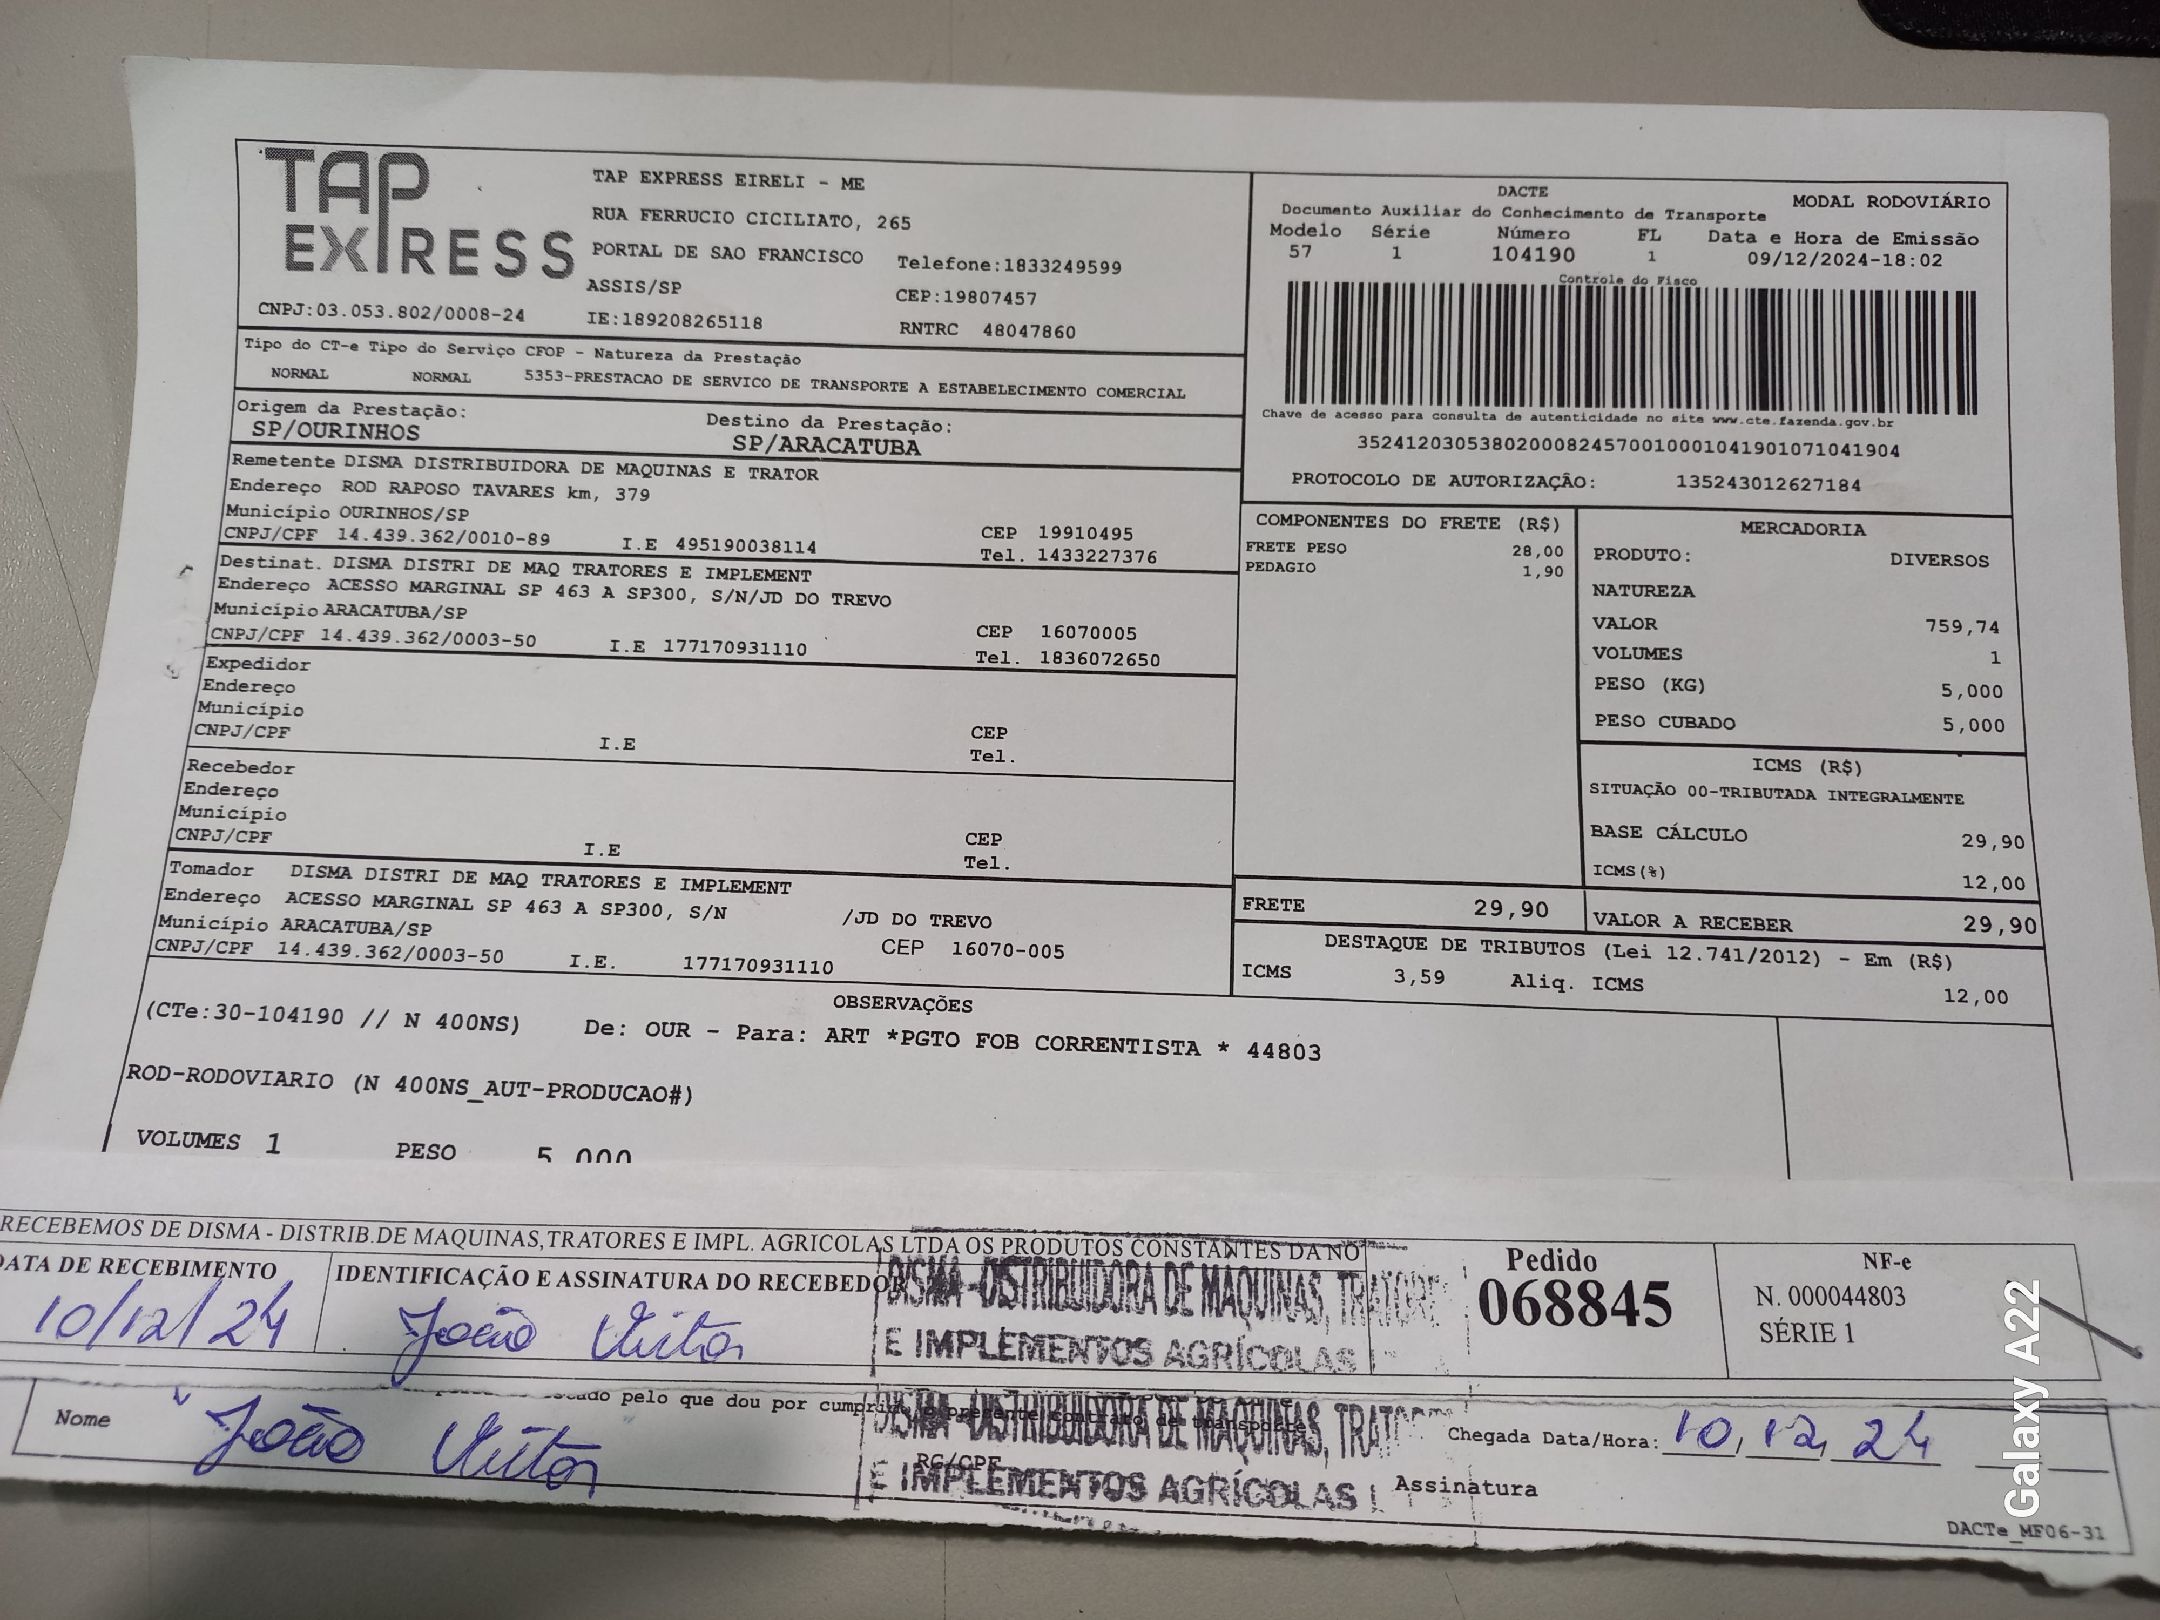 TAP EXPRESS
TAP EXPRESS EIRELI - ME
RUA FERRUCIO CICILIATO, 265
PORTAL DE SAO FRANCISCO
Telefone:1833249599
ASSIS/SP
CEP:19807457
CNPJ:03.053.802/0008-24
IE:189208265118
RNTRC 48047860
DACTE
MODAL RODOVIÁRIO
Documento Auxiliar do Conhecimento de Transporte
Modelo Série Número FL Data e Hora de Emissão
57 1 104190 1 09/12/2024-18:02
Controle do Fisco
Chave de acesso para consulta de autenticidade no site www.cte.fazenda.gov.br
35241203053802000824570010001041901071041904
PROTOCOLO DE AUTORIZAÇÃO: 135243012627184
Tipo do CT-e Tipo do Serviço CFOP - Natureza da Prestação
NORMAL NORMAL 5353-PRESTACAO DE SERVICO DE TRANSPORTE A ESTABELECIMENTO COMERCIAL
Origem da Prestação: Destino da Prestação:
SP/OURINHOS SP/ARACATUBA
Remetente DISMA DISTRIBUIDORA DE MAQUINAS E TRATOR
Endereço ROD RAPOSO TAVARES km, 379
Município OURINHOS/SP CEP 19910495
CNPJ/CPF 14.439.362/0010-89 I.E 495190038114 Tel. 1433227376
Destinat. DISMA DISTRI DE MAQ TRATORES E IMPLEMENT
Endereço ACESSO MARGINAL SP 463 A SP300, S/N/JD DO TREVO
Município ARACATUBA/SP CEP 16070005
CNPJ/CPF 14.439.362/0003-50 I.E 177170931110 Tel. 1836072650
Expedidor
Endereço
Município CEP
CNPJ/CPF I.E Tel.
Recebedor
Endereço
Município CEP
CNPJ/CPF I.E Tel.
Tomador DISMA DISTRI DE MAQ TRATORES E IMPLEMENT
Endereço ACESSO MARGINAL SP 463 A SP300, S/N /JD DO TREVO
Município ARACATUBA/SP CEP 16070-005
CNPJ/CPF 14.439.362/0003-50 I.E. 177170931110
COMPONENTES DO FRETE (R$)
FRETE PESO 28,00
PEDAGIO 1,90
MERCADORIA
PRODUTO: DIVERSOS
NATUREZA
VALOR 759,74
VOLUMES 1
PESO (KG) 5,000
PESO CUBADO 5,000
ICMS (R$)
SITUAÇÃO 00-TRIBUTADA INTEGRALMENTE
BASE CÁLCULO 29,90
ICMS(%) 12,00
FRETE 29,90 VALOR A RECEBER 29,90
DESTAQUE DE TRIBUTOS (Lei 12.741/2012) - Em (R$)
ICMS 3,59 Aliq. ICMS 12,00
OBSERVAÇÕES
(CTe:30-104190 // N 400NS) De: OUR - Para: ART *PGTO FOB CORRENTISTA * 44803
ROD-RODOVIARIO (N 400NS_AUT-PRODUCAO#)
VOLUMES 1 PESO 5,000
RECEBEMOS DE DISMA - DISTRIB.DE MAQUINAS,TRATORES E IMPL. AGRICOLAS LTDA OS PRODUTOS CONSTANTES DA NO
DATA DE RECEBIMENTO IDENTIFICAÇÃO E ASSINATURA DO RECEBEDOR
10/12/24 João Vitor
DISMA - DISTRIBUIDORA DE MAQUINAS, TRATORE
E IMPLEMENTOS AGRÍCOLAS
Pedido
068845
NF-e
N. 000044803
SÉRIE 1
pelo que dou por cumprido o presente contrato de transporte
Nome João Vitor
DISMA - DISTRIBUIDORA DE MAQUINAS, TRAT
RG/CPF
E IMPLEMENTOS AGRÍCOLAS
Chegada Data/Hora: 10, 12, 24
Assinatura
DACTe_MF06-31
Galaxy A22